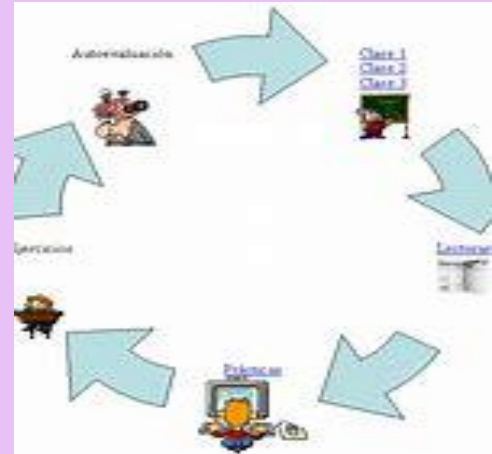 Autoevaluación
Clase 1
Clase 2
Clase 3
Lecturas
Prácticas
Ejercicios